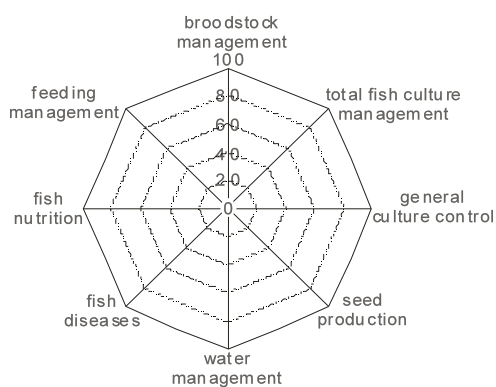 broodstock
management
100
feeding
management
80
total fish culture
management
60
40
20
fish
nutrition
0
general
culture control
fish
diseases
seed
production
water
management